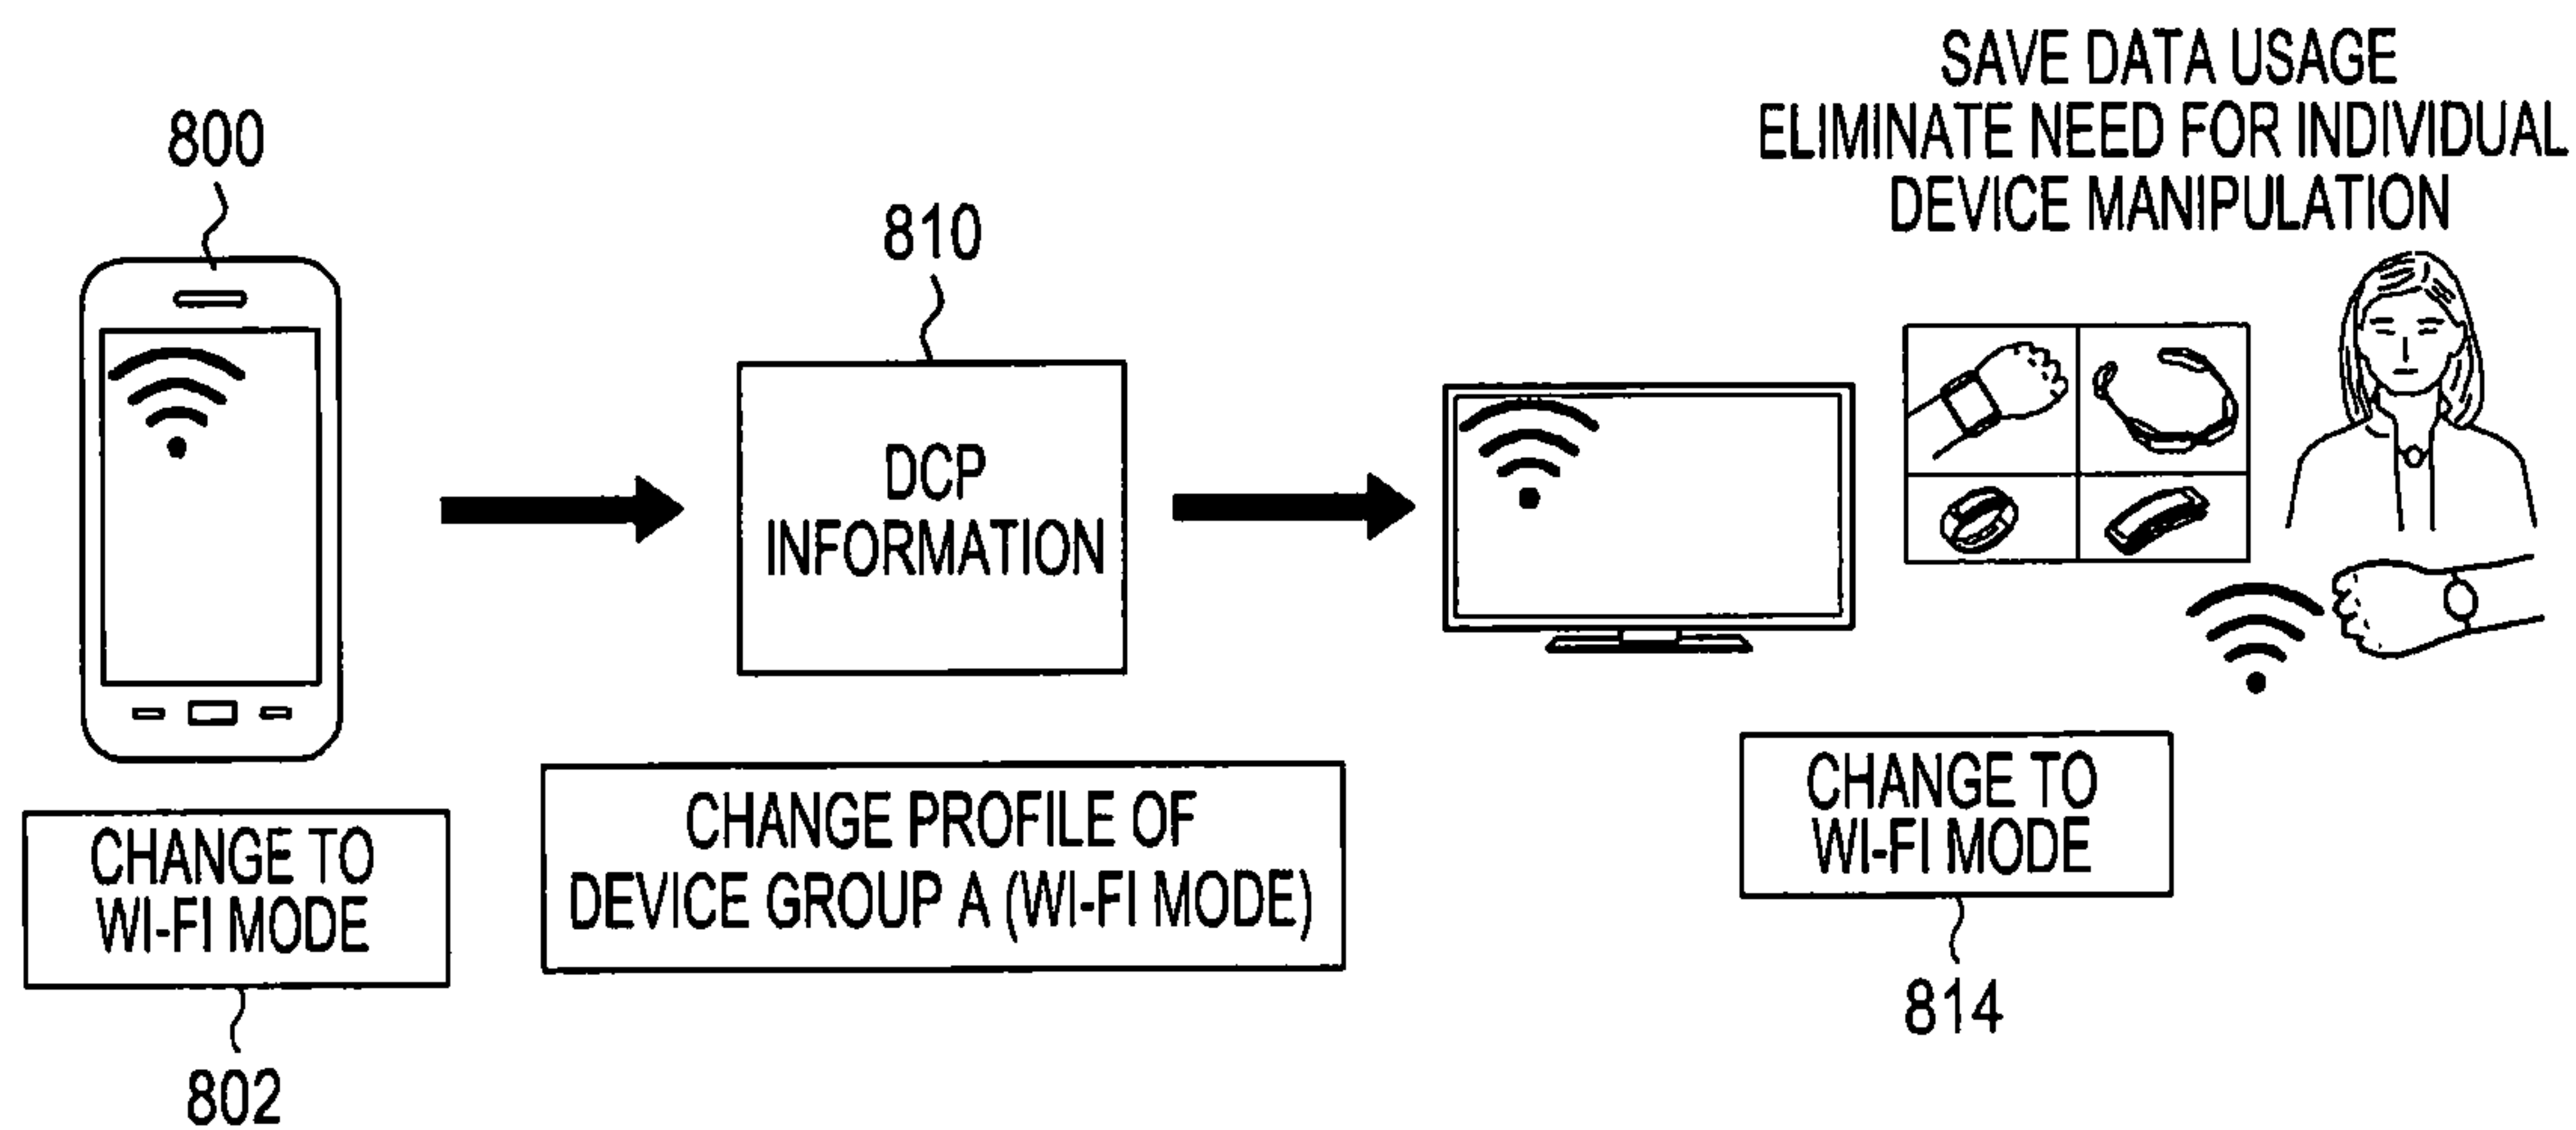 800
CHANGE TO
WI-FI MODE
802
810
DCP
INFORMATION
CHANGE PROFILE OF
DEVICE GROUP A (WI-FI MODE)
SAVE DATA USAGE
ELIMINATE NEED FOR INDIVIDUAL
DEVICE MANIPULATION
CHANGE TO
WI-FI MODE
814